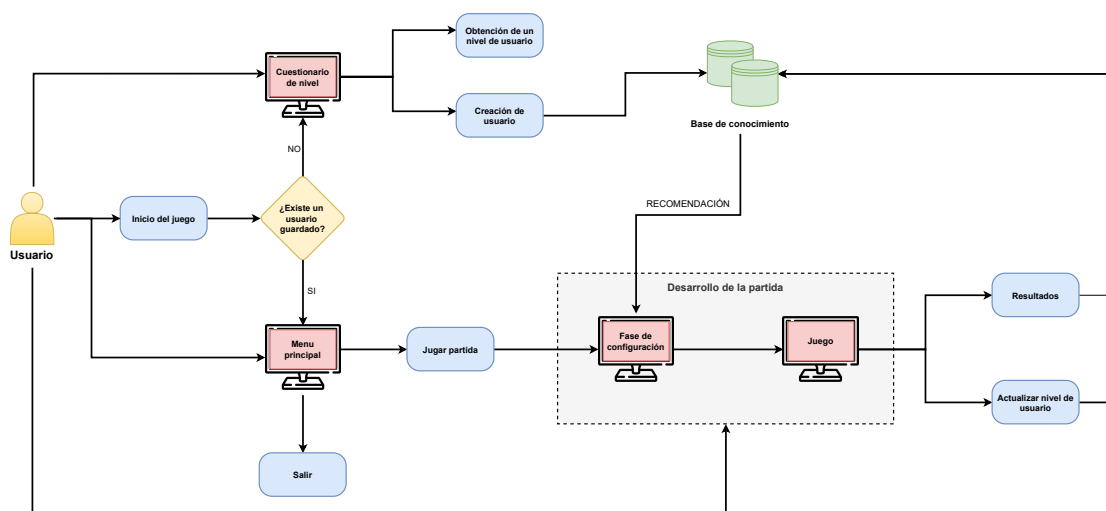 Obtención de un
nivel de usuario
Cuestionario
de nivel
Creación de
usuario
Base de conocimiento
NO
RECOMENDACIÓN
¿Existe un
usuario
guardado?
Inicio del juego
Usuario
SI
Desarrollo de la partida
Resultados
Menu
principal
Jugar partida
Fase de
configuración
Juego
Actualizar nivel de
usuario
Salir